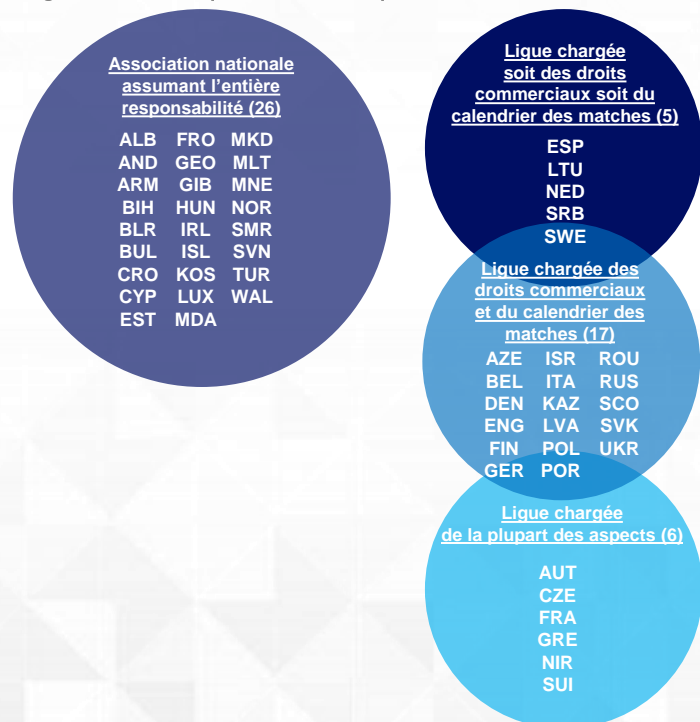 Association nationale
assumant l'entière
responsabilité (26)
ALB FRO MKD
AND GEO MLT
ARM GIB MNE
BIH HUN NOR
BLR IRL SMR
BUL ISL SVN
CRO KOS TUR
CYP LUX WAL
EST MDA
Ligue chargée
soit des droits
commerciaux soit du
calendrier des matches (5)
ESP
LTU
NED
SRB
SWE
Ligue chargée des
droits commerciaux
et du calendrier des
matches (17)
AZE ISR ROU
BEL ITA RUS
DEN KAZ SCO
ENG LVA SVK
FIN POL UKR
GER POR
Ligue chargée
de la plupart des aspects (6)
AUT
CZE
FRA
GRE
NIR
SUI